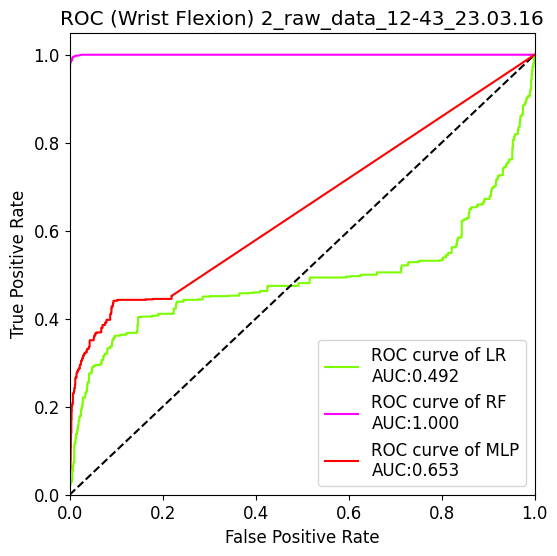 ROC (Wrist Flexion) 2_raw_data_12-43_23.03.16
True Positive Rate
1.0
0.8
0.6
0.4
0.2
0.0
ROC curve of LR
AUC:0.492
ROC curve of RF
AUC:1.000
ROC curve of MLP
AUC:0.653
0.0 0.2 0.4 0.6 0.8 1.0
False Positive Rate